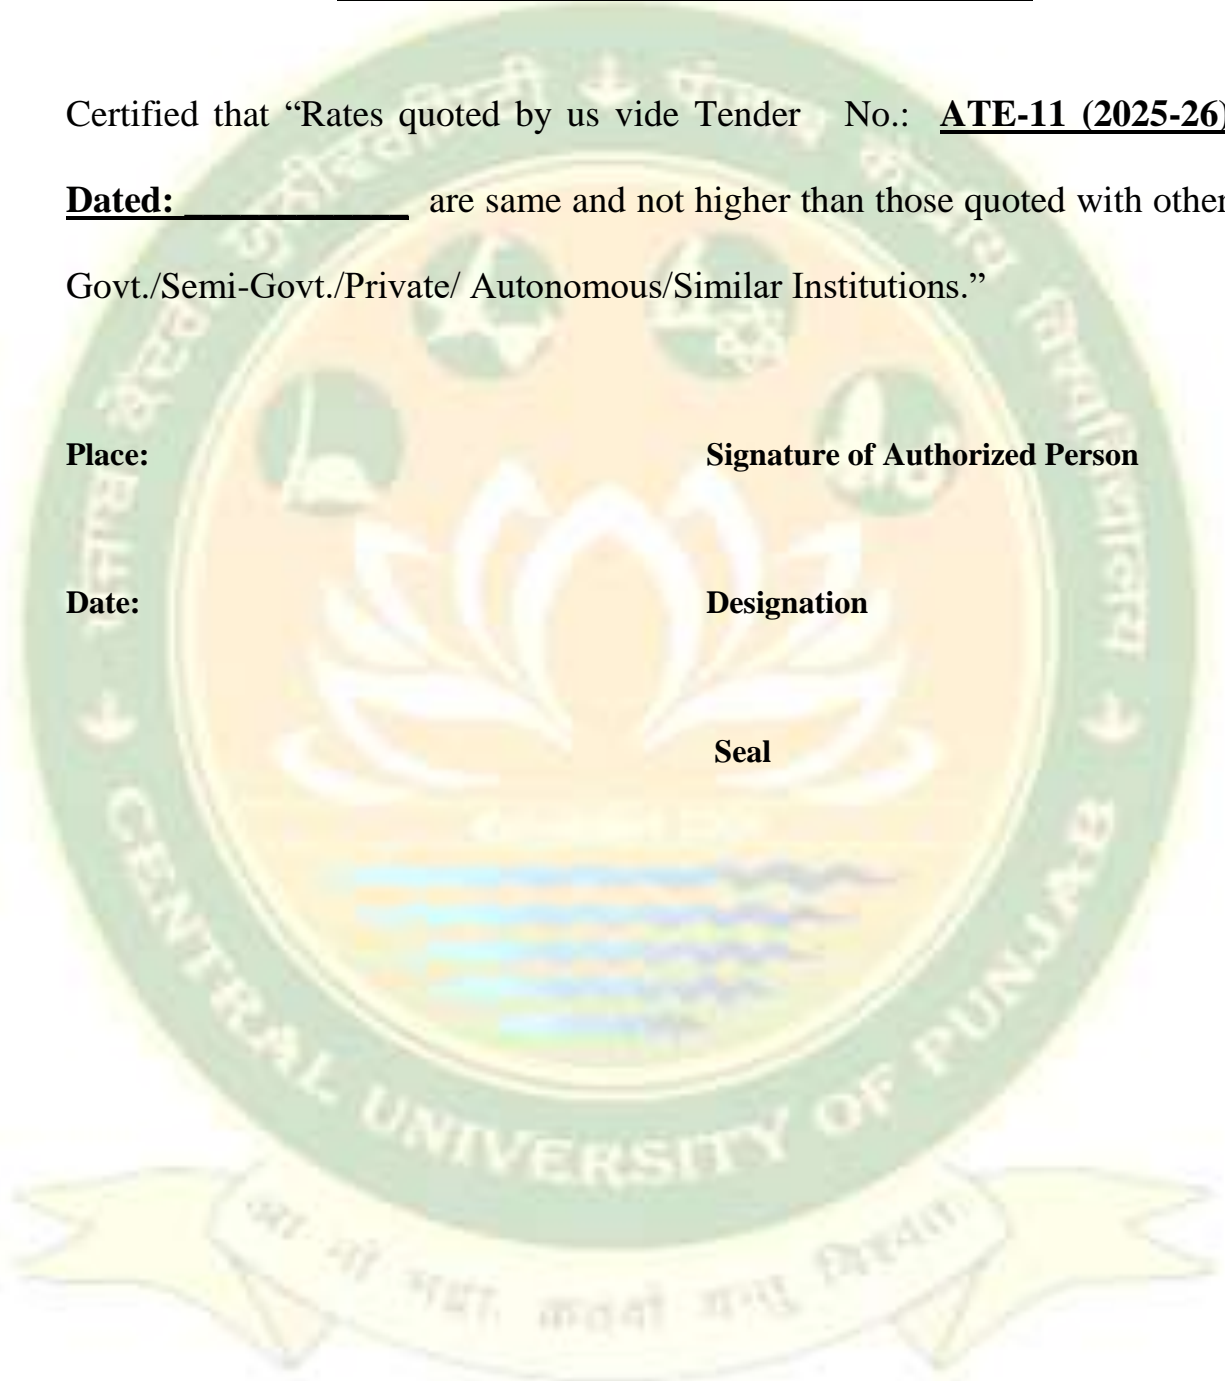 Certified that “Rates quoted by us vide Tender No.: ATE-11 (2025-26)
Dated: ____________ are same and not higher than those quoted with other
Govt./Semi-Govt./Private/ Autonomous/Similar Institutions.”
Place: Signature of Authorized Person
Date: Designation
Seal
पंजाब केन्द्रीय विश्वविद्यालय
CENTRAL UNIVERSITY OF PUNJAB